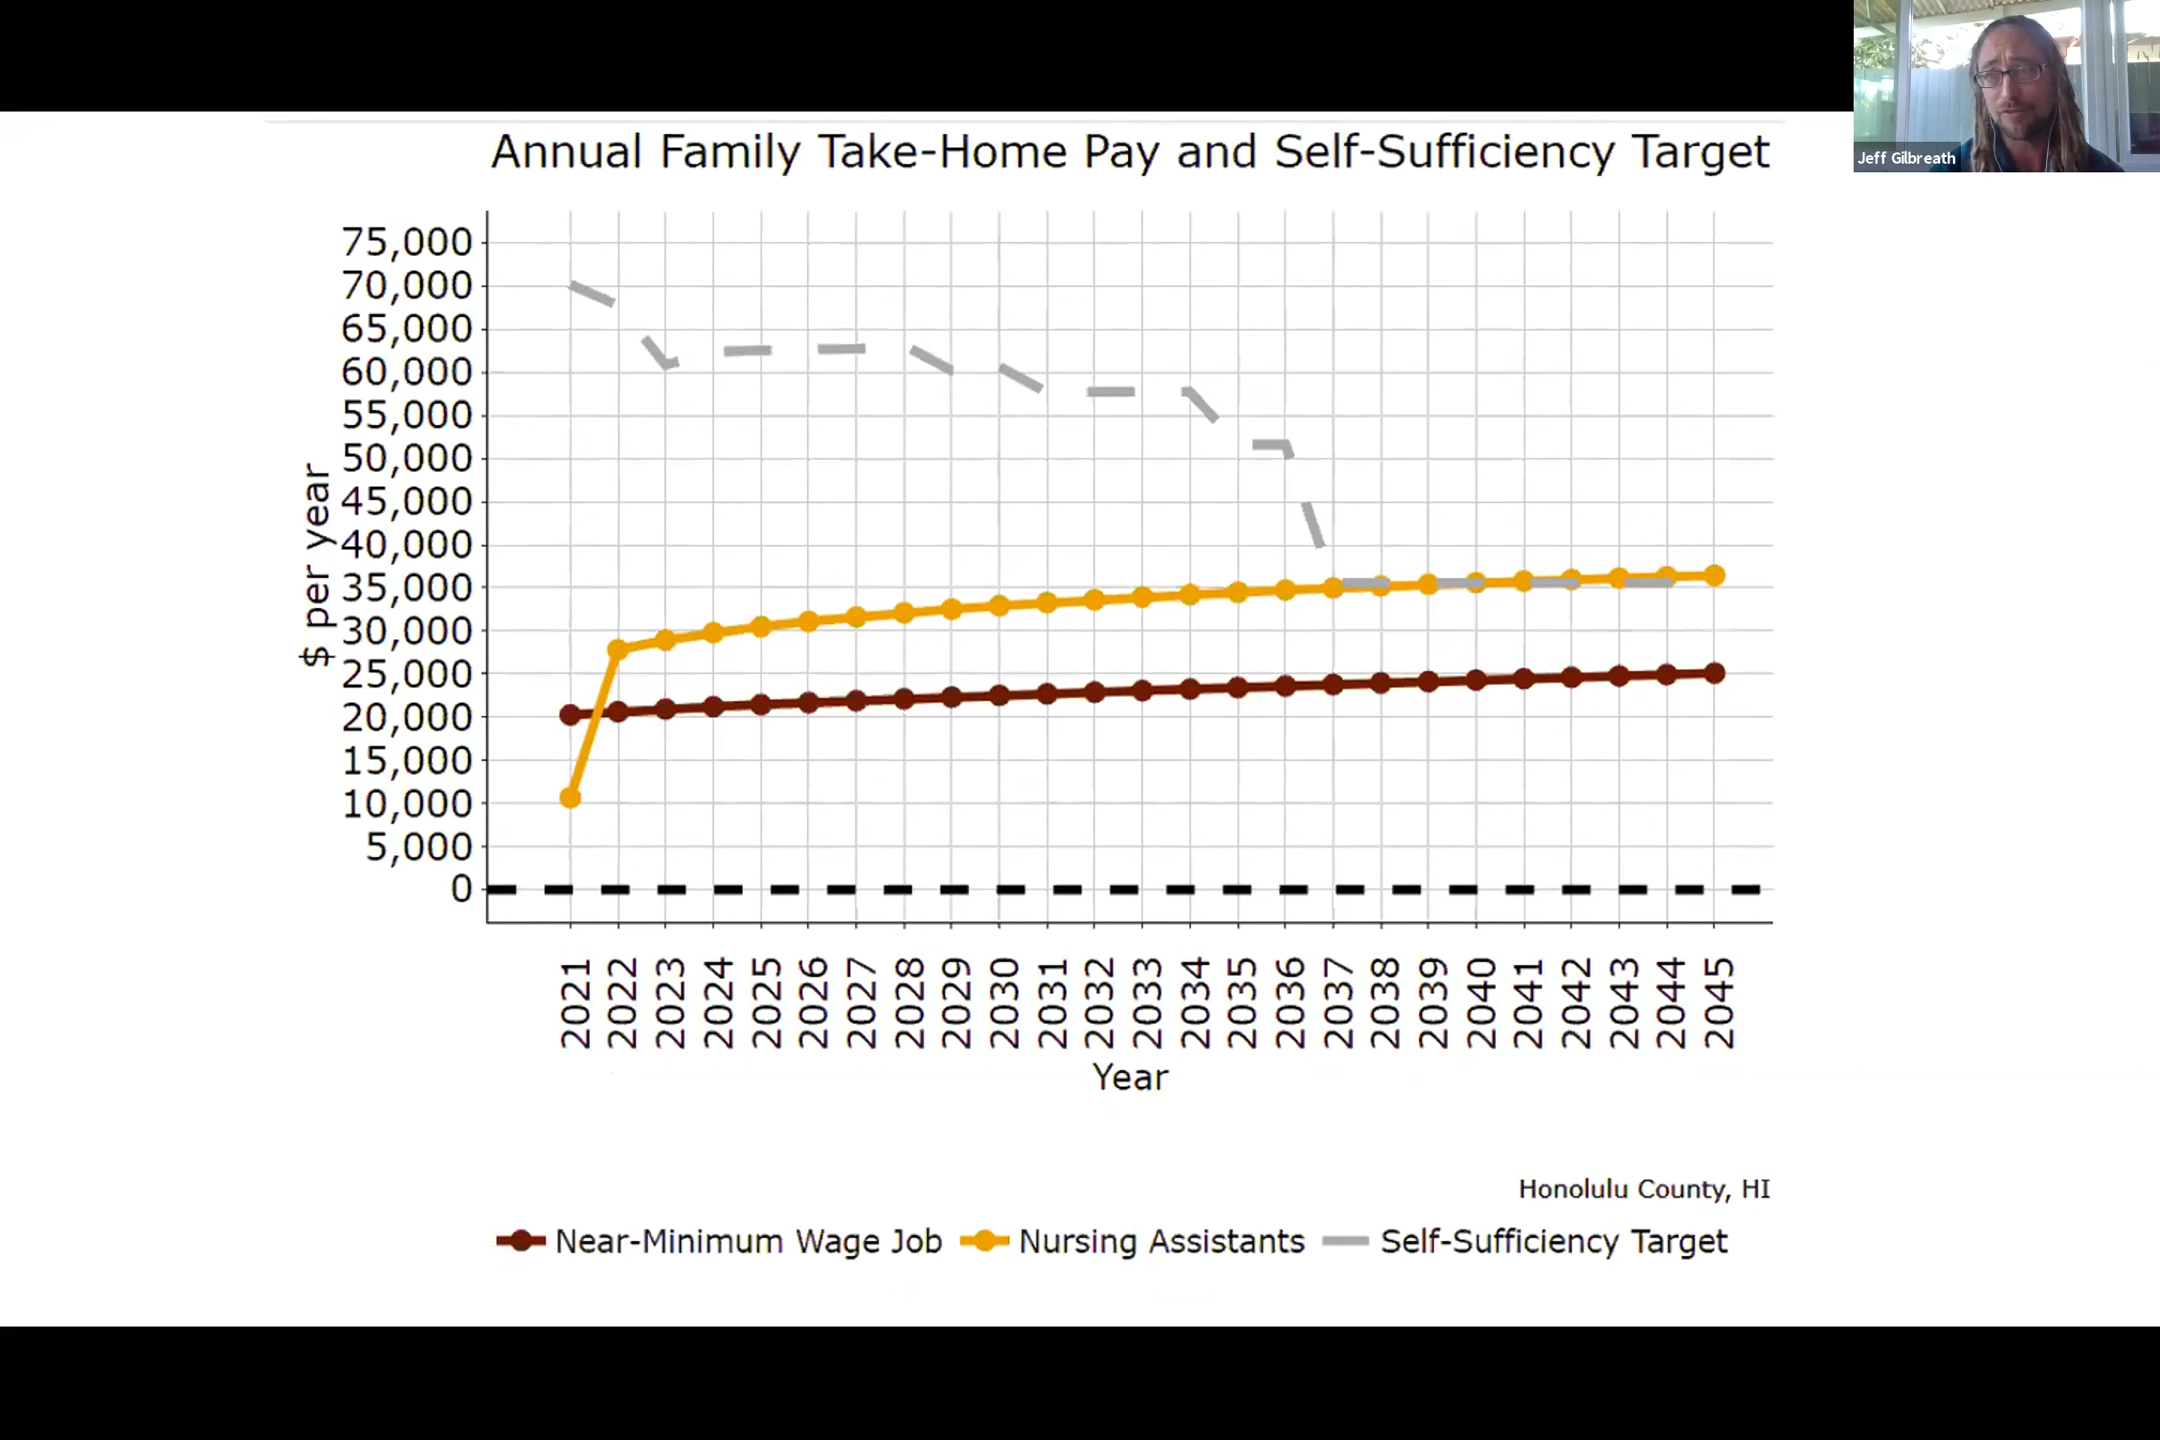 Jeff Gilbreath
Annual Family Take-Home Pay and Self-Sufficiency Target
$ per year
75,000
70,000
65,000
60,000
55,000
50,000
45,000
40,000
35,000
30,000
25,000
20,000
15,000
10,000
5,000
0
2021 2022 2023 2024 2025 2026 2027 2028 2029 2030 2031 2032 2033 2034 2035 2036 2037 2038 2039 2040 2041 2042 2043 2044 2045
Year
Honolulu County, HI
Near-Minimum Wage Job Nursing Assistants Self-Sufficiency Target